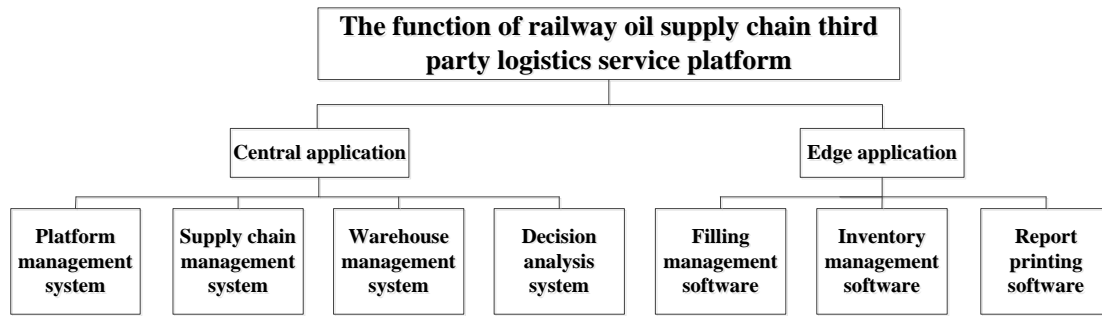 The function of railway oil supply chain third
party logistics service platform
Central application
Edge application
Platform
management
system
Supply chain
management
system
Warehouse
management
system
Decision
analysis
system
Filling
management
software
Inventory
management
software
Report
printing
software